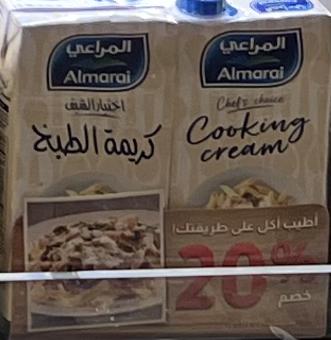 المراعي
Almarai
اختيار الشيف
كريمة الطبخ
المراعي
Almarai
Chef's choice
Cooking
cream
أطيب أكل على طريقتك!
20%
خصم